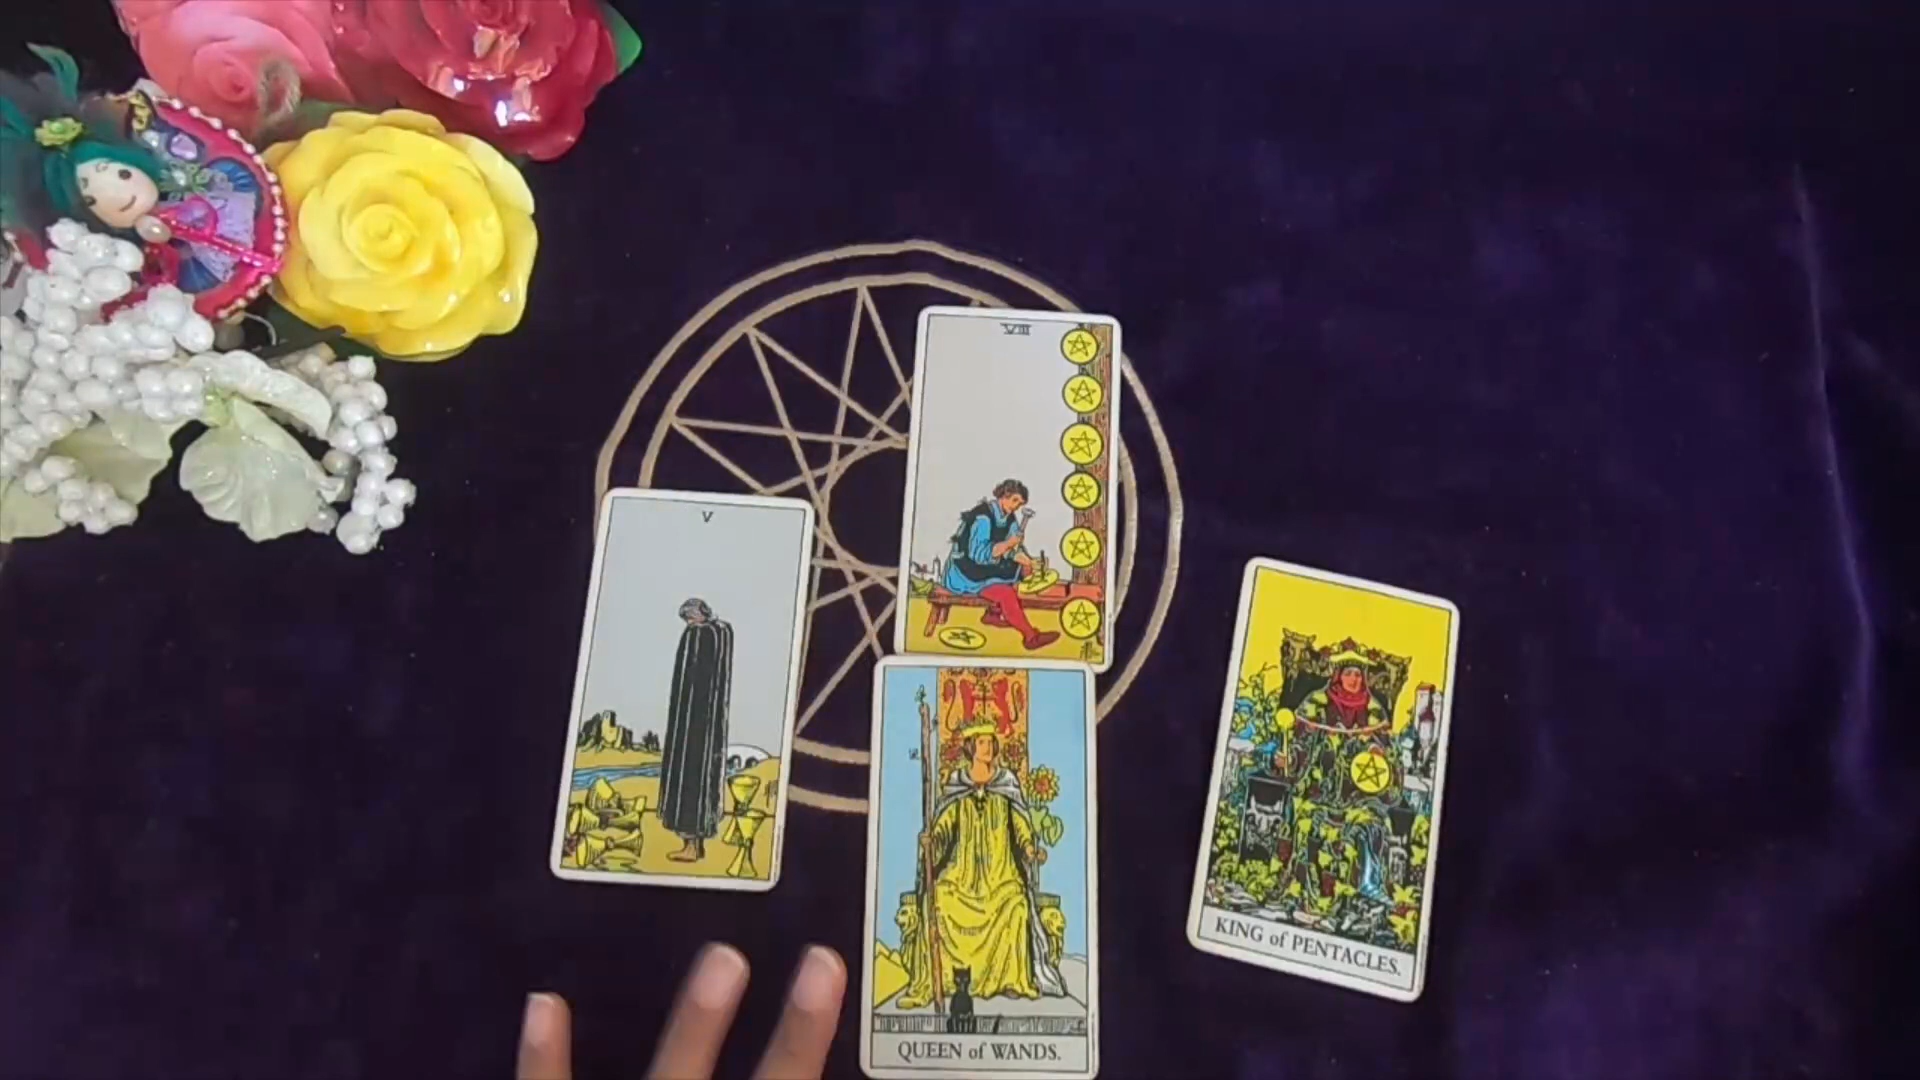 VIII
V
QUEEN of WANDS.
KING of PENTACLES.